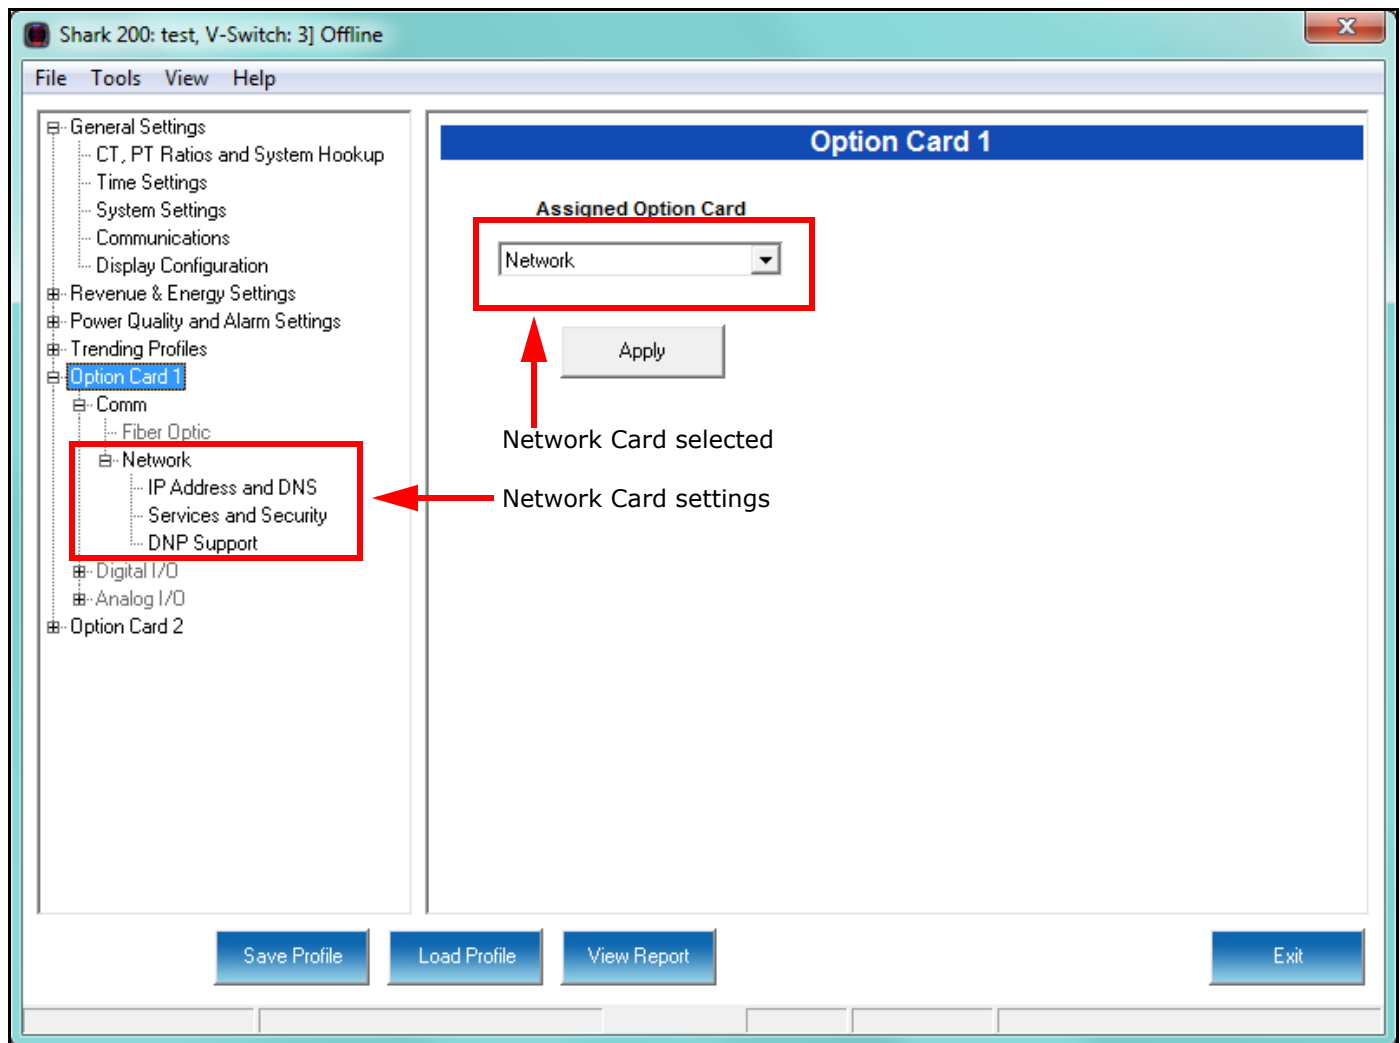 Shark 200: test, V-Switch: 3] Offline
x
File Tools View Help
General Settings
CT, PT Ratios and System Hookup
Time Settings
System Settings
Communications
Display Configuration
Revenue & Energy Settings
Power Quality and Alarm Settings
Trending Profiles
Option Card 1
Comm
Fiber Optic
Network
IP Address and DNS
Services and Security
DNP Support
Digital I/O
Analog I/O
Option Card 2
Option Card 1
Assigned Option Card
Network
Apply
Network Card selected
Network Card settings
Save Profile
Load Profile
View Report
Exit